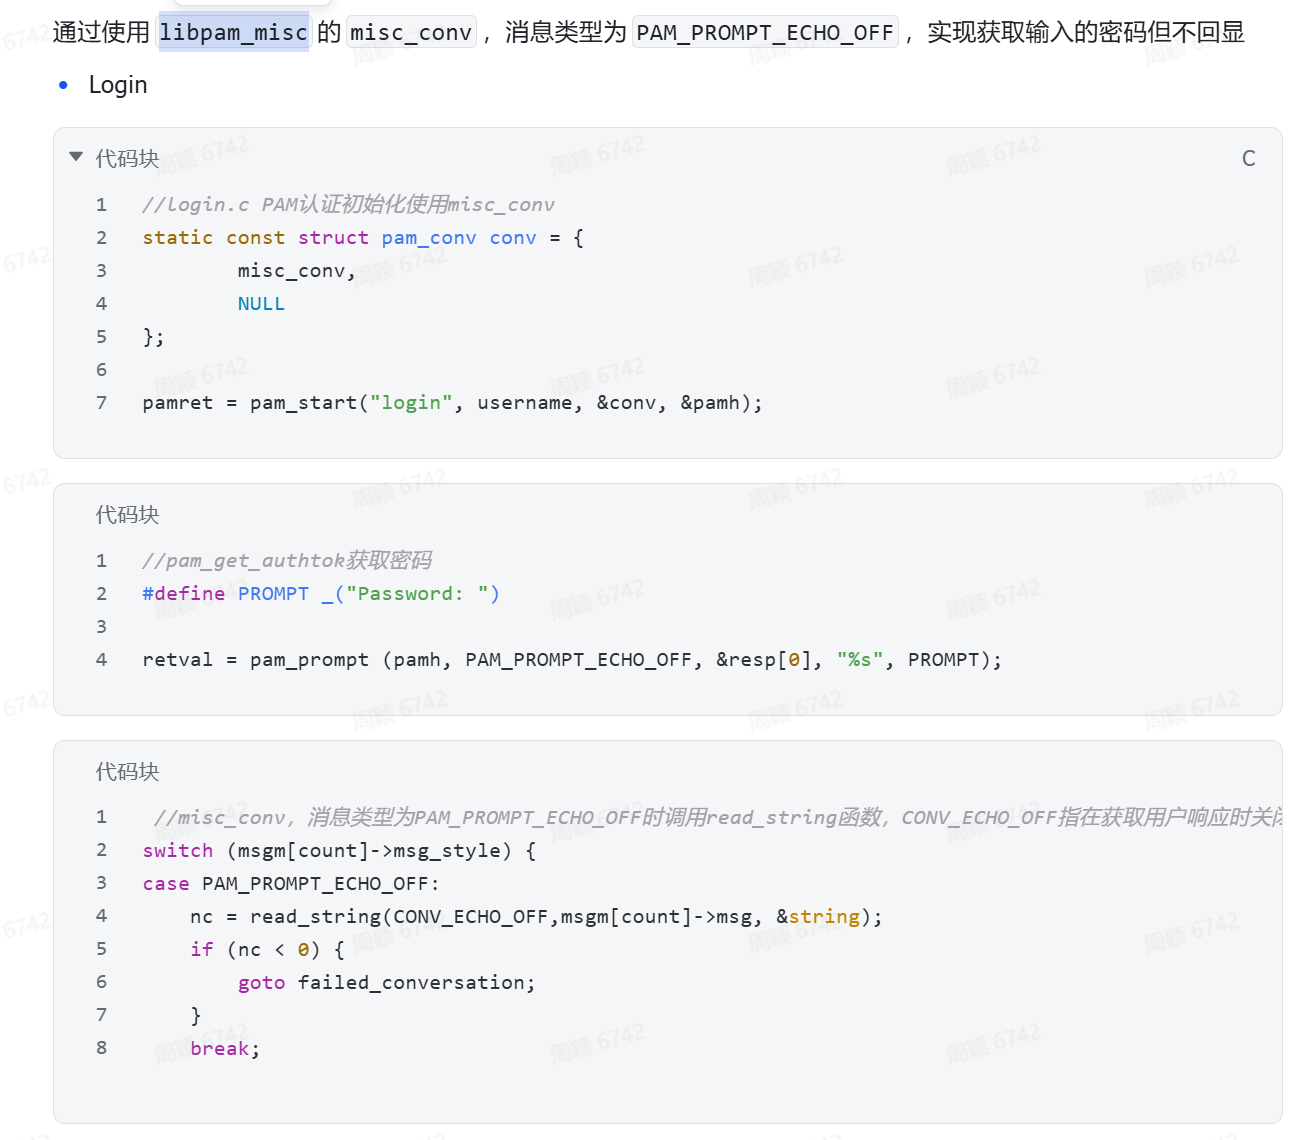 通过使用 libpam_misc 的 misc_conv ，消息类型为 PAM_PROMPT_ECHO_OFF ，实现获取输入的密码但不回显
Login
代码块 C
1 //login.c PAM认证初始化使用misc_conv
2 static const struct pam_conv conv = {
3 misc_conv,
4 NULL
5 };
6
7 pamret = pam_start("login", username, &conv, &pamh);
代码块
1 //pam_get_authtok获取密码
2 #define PROMPT _("Password: ")
3
4 retval = pam_prompt (pamh, PAM_PROMPT_ECHO_OFF, &resp[0], "%s", PROMPT);
代码块
1 //misc_conv，消息类型为PAM_PROMPT_ECHO_OFF时调用read_string函数，CONV_ECHO_OFF指在获取用户响应时关闭
2 switch (msgm[count]->msg_style) {
3 case PAM_PROMPT_ECHO_OFF:
4 nc = read_string(CONV_ECHO_OFF,msgm[count]->msg, &string);
5 if (nc < 0) {
6 goto failed_conversation;
7 }
8 break;
周颖 6742